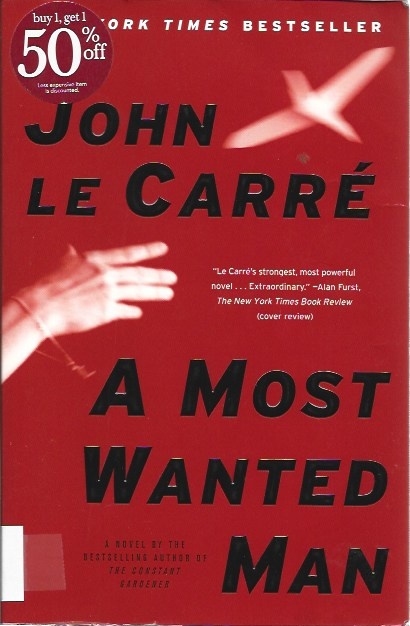 buy 1, get 1
50% off
Less expensive item
is discounted.
YORK TIMES BESTSELLER
JOHN
LE CARRÉ
"Le Carré's strongest, most powerful
novel . . . Extraordinary." —Alan Furst,
The New York Times Book Review
(cover review)
A MOST
WANTED
MAN
A NOVEL BY THE
BESTSELLING AUTHOR OF
THE CONSTANT
GARDENER